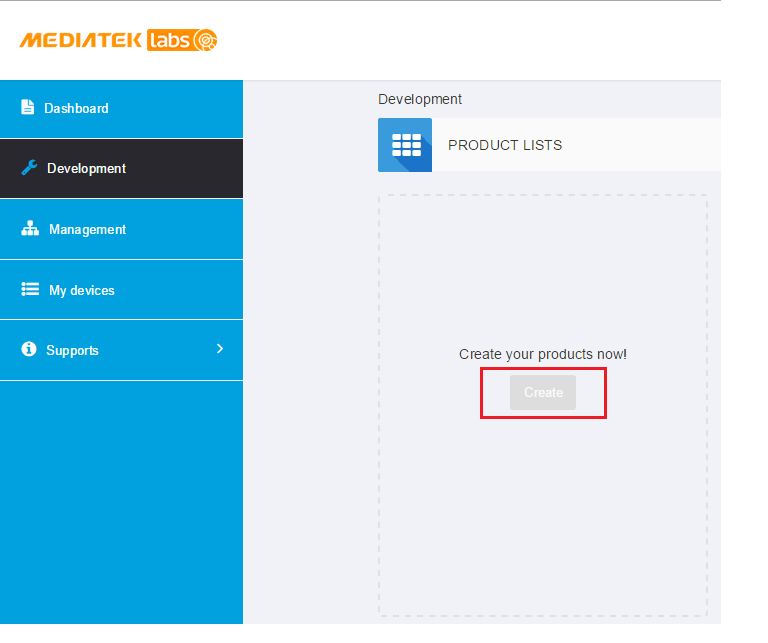 MEDIATEK labs
Dashboard
Development
Management
My devices
Supports
Development
PRODUCT LISTS
Create your products now!
Create